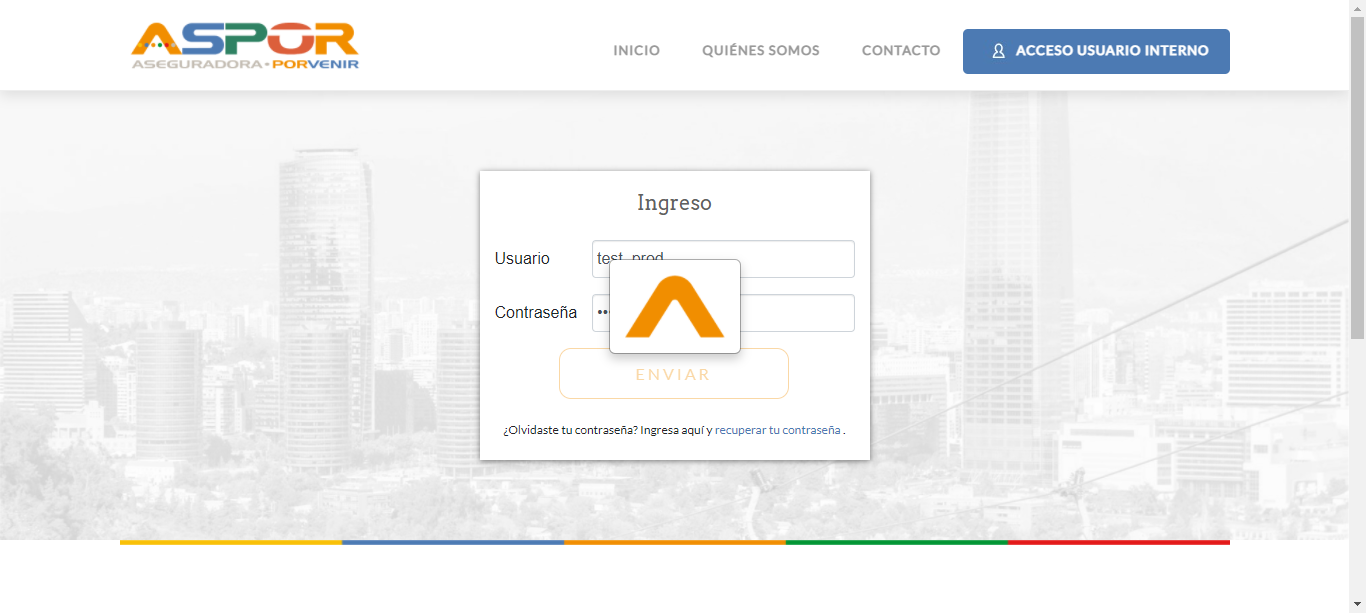 ASPOR
ASEGURADORA•PORVENIR
INICIO
QUIÉNES SOMOS
CONTACTO
ACCESO USUARIO INTERNO
Ingreso
Usuario
test_prod
Contraseña
ENVIAR
¿Olvidaste tu contraseña? Ingresa aquí y recuperar tu contraseña .